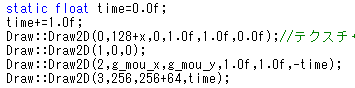 static float time=0.0f;
time+=1.0f;
Draw::Draw2D(0,128+x,0,1.0f,1.0f,0.0f);//テクスチャ
Draw::Draw2D(1,0,0);
Draw::Draw2D(2,g_mou_x,g_mou_y,1.0f,1.0f,-time);
Draw::Draw2D(3,256,256+64,time);